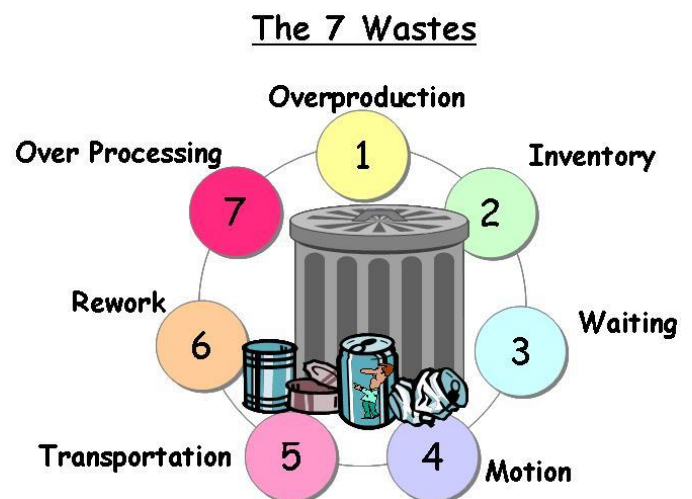 The 7 Wastes
Overproduction
1
Inventory
2
Waiting
3
Motion
4
Transportation
5
Rework
6
Over Processing
7